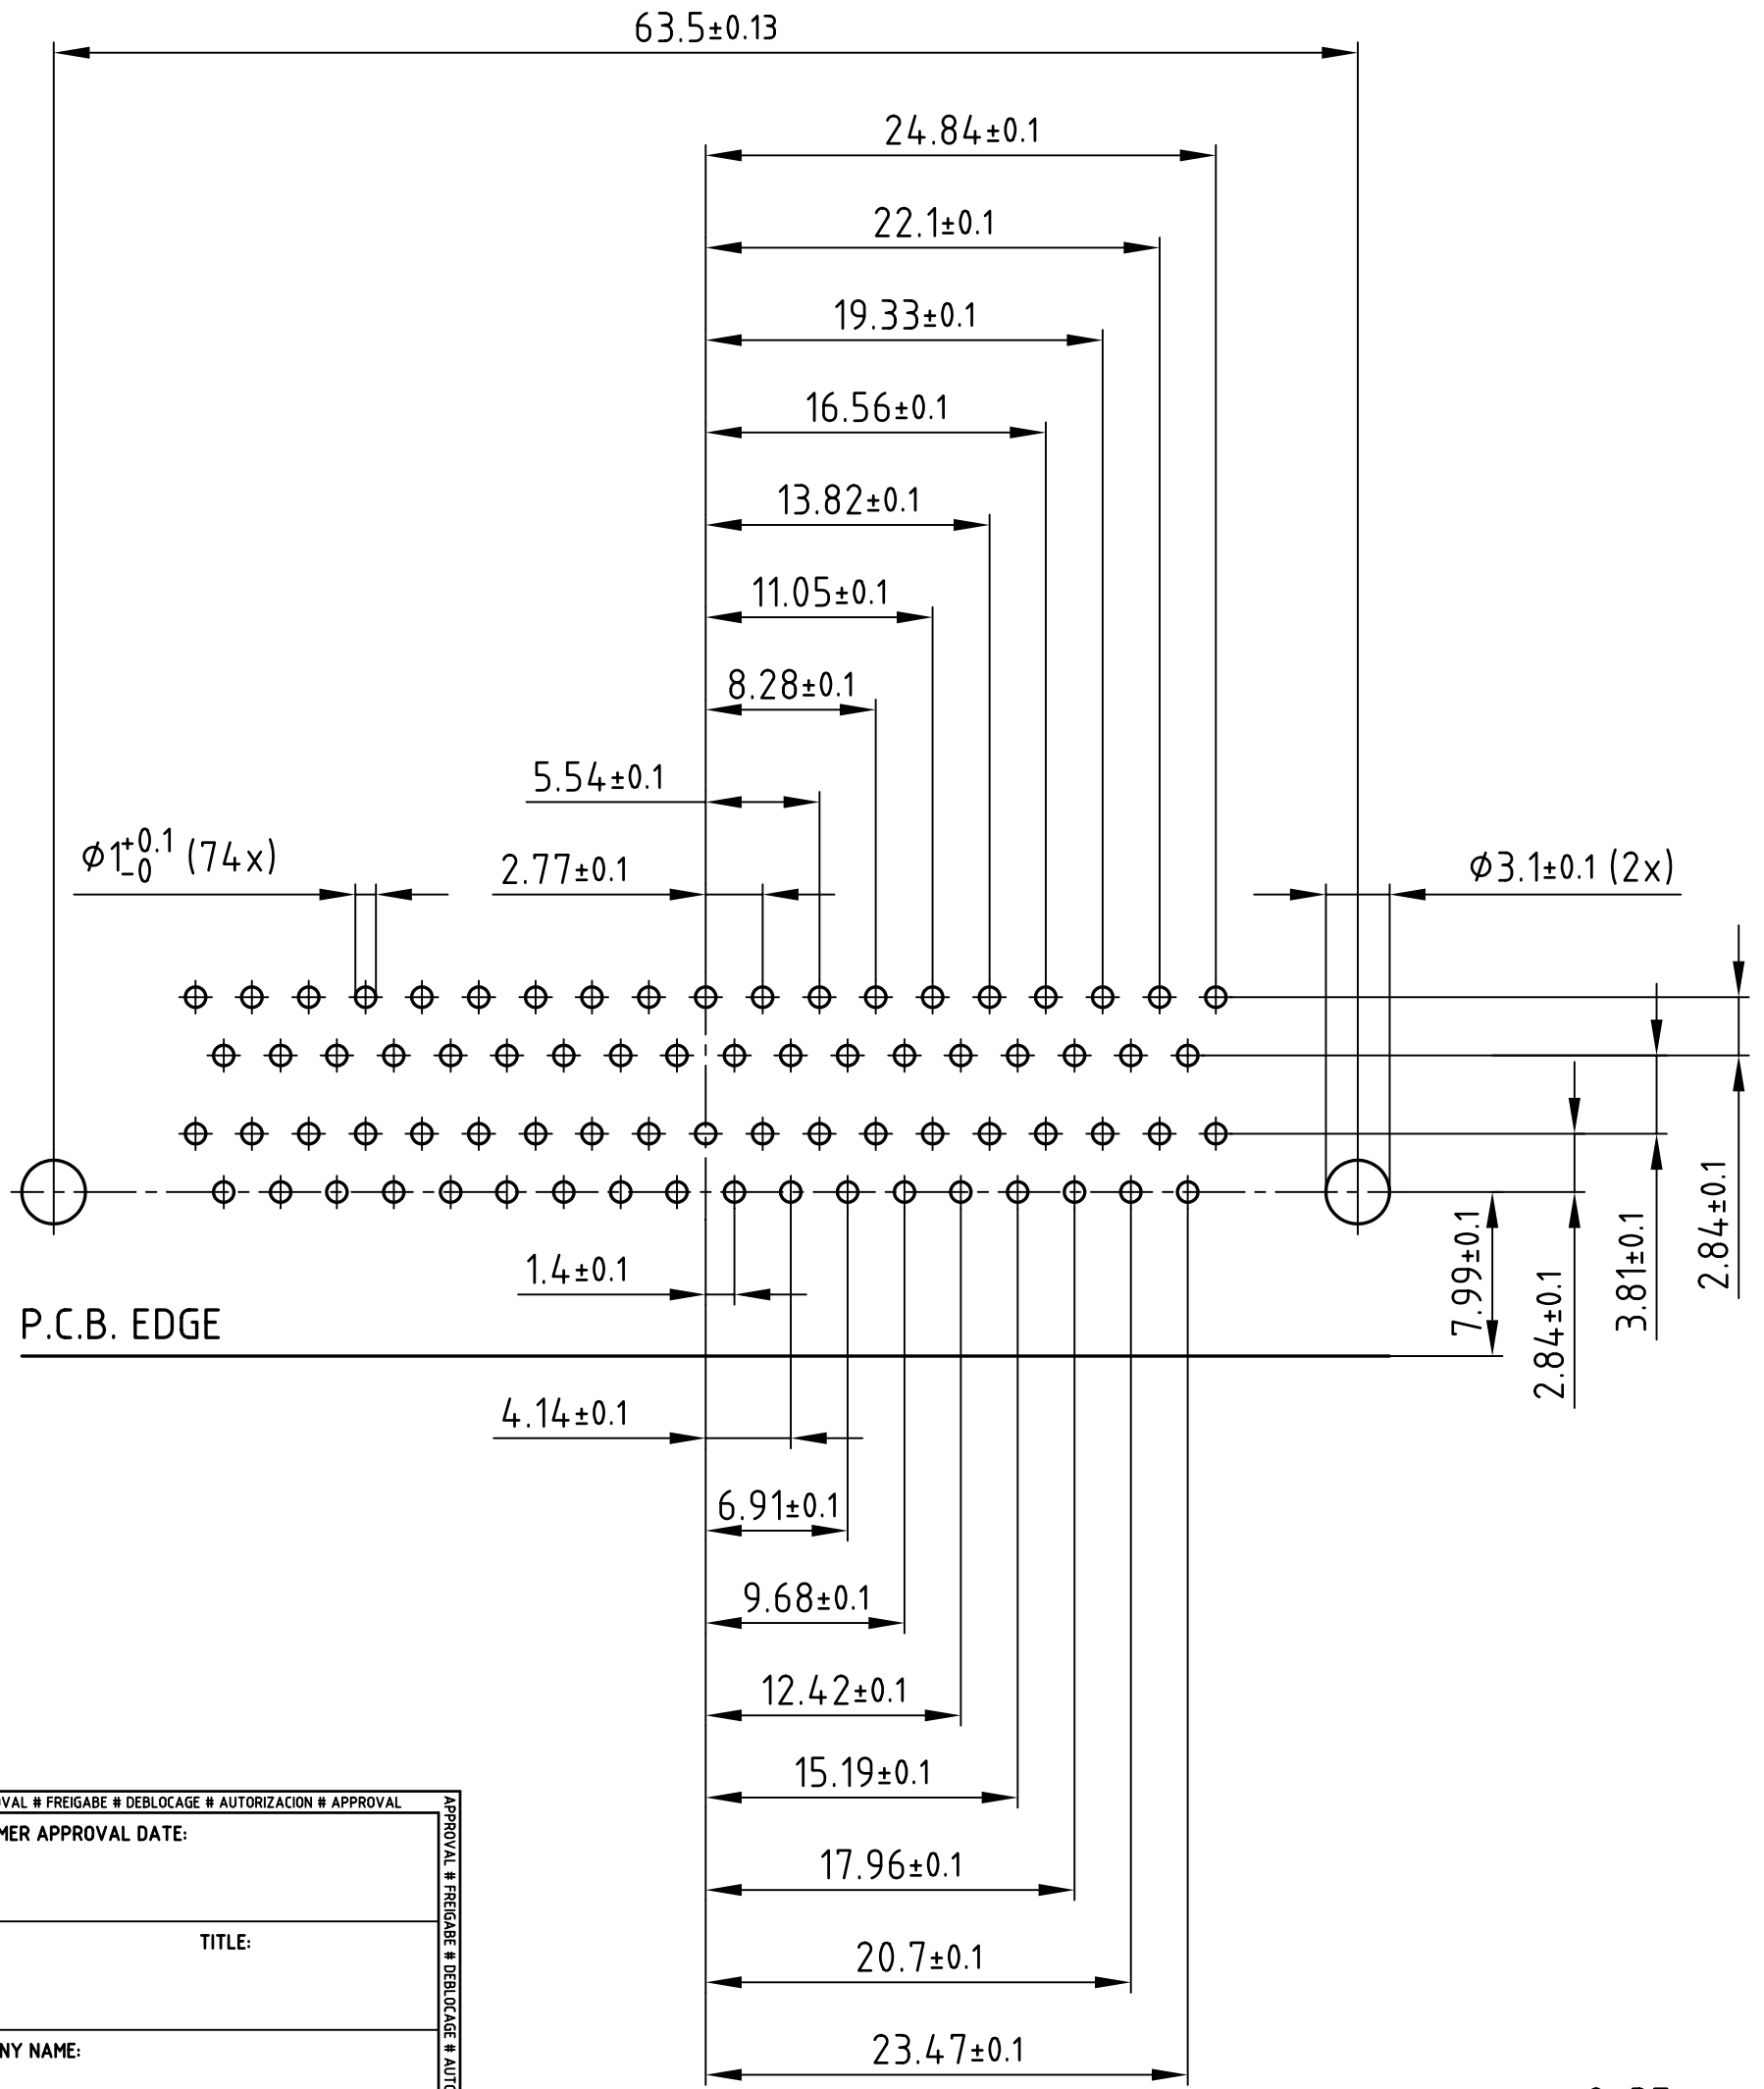 63.5±0.13
24.84±0.1
22.1±0.1
19.33±0.1
16.56±0.1
13.82±0.1
11.05±0.1
8.28±0.1
5.54±0.1
ø1+0.1 -0 (74x)
2.77±0.1
ø3.1±0.1 (2x)
2.84±0.1
3.81±0.1
7.99±0.1
2.84±0.1
1.4±0.1
P.C.B. EDGE
4.14±0.1
6.91±0.1
9.68±0.1
12.42±0.1
15.19±0.1
17.96±0.1
20.7±0.1
23.47±0.1
VAL # FREIGABE # DEBLOCAGE # AUTORIZACION # APPROVAL
APPROVAL # FREIGABE # DEBLOCAGE # AUTO
MER APPROVAL DATE:
TITLE:
NY NAME: